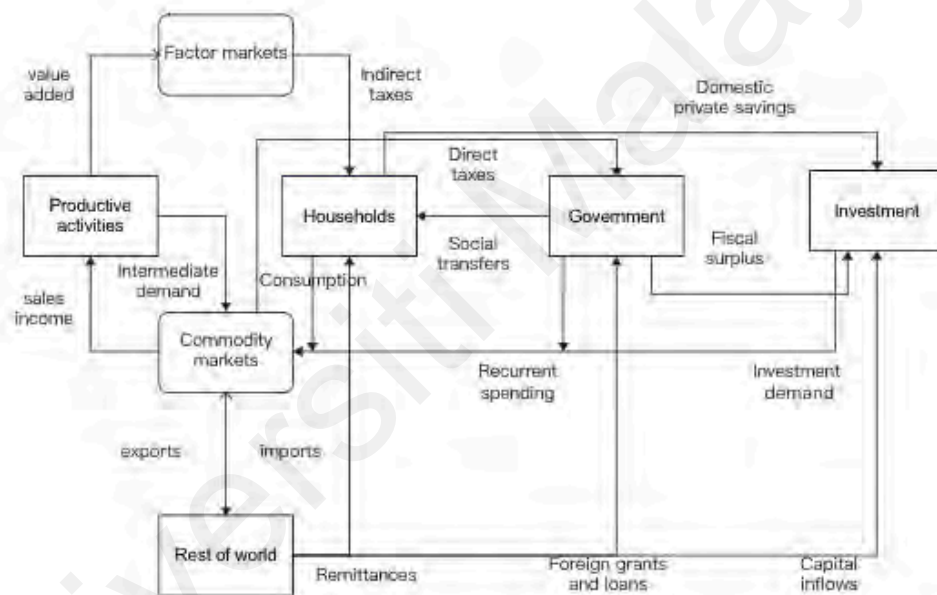 Factor markets
value
added
Indirect
taxes
Domestic
private savings
Direct
taxes
Productive
activities
Households
Government
Investment
Social
transfers
Fiscal
surplus
Intermediate
demand
Consumption
sales
income
Commodity
markets
Recurrent
spending
Investment
demand
exports
imports
Rest of world
Remittances
Foreign grants
and loans
Capital
inflows